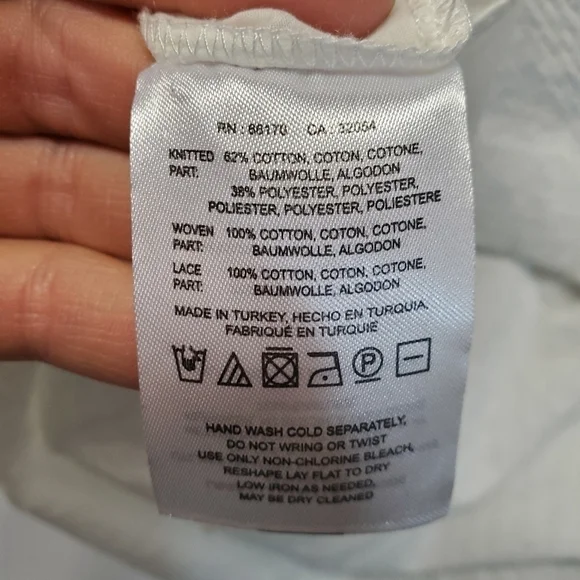 RN : 66170 CA : 32054
KNITTED PART: 62% COTTON, COTON, COTONE,
BAUMWOLLE, ALGODON
38% POLYESTER, POLYESTER,
POLIESTER, POLYESTER, POLIESTERE
WOVEN PART: 100% COTTON, COTON, COTONE,
BAUMWOLLE, ALGODON
LACE PART: 100% COTTON, COTON, COTONE,
BAUMWOLLE, ALGODON
MADE IN TURKEY, HECHO EN TURQUIA,
FABRIQUÉ EN TURQUIE
P
HAND WASH COLD SEPARATELY,
DO NOT WRING OR TWIST
USE ONLY NON-CHLORINE BLEACH,
RESHAPE LAY FLAT TO DRY
LOW IRON AS NEEDED,
MAY BE DRY CLEANED